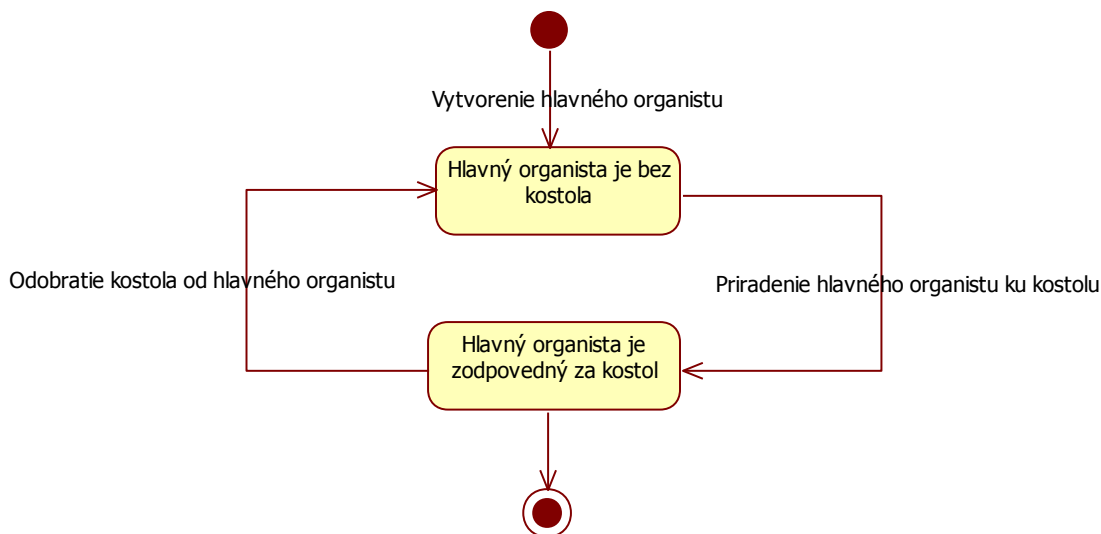 Vytvorenie hlavného organistu
Hlavný organista je bez
kostola
Odobratie kostola od hlavného organistu
Priradenie hlavného organistu ku kostolu
Hlavný organista je
zodpovedný za kostol